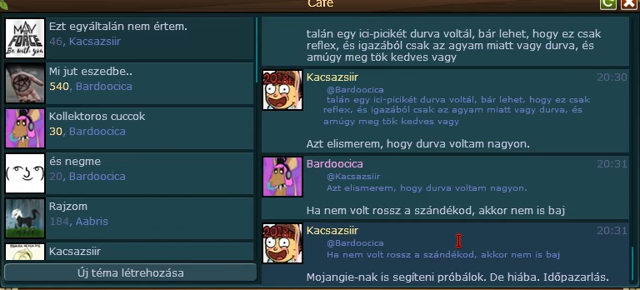 Café
Ezt egyáltalán nem értem.
46, Kacsazsiir
Mi jut eszedbe..
540, Bardoocica
Kollektoros cuccok
30, Bardoocica
és negme
20, Bardoocica
Rajzom
184, Aabris
Kacsazsiir
Új téma létrehozása
talán egy ici-picikét durva voltál, bár lehet, hogy ez csak
reflex, és igazából csak az agyam miatt vagy durva, és
amúgy meg tök kedves vagy
Kacsazsiir 20:30
@Bardoocica
talán egy ici-picikét durva voltál, bár lehet, hogy ez csak
reflex, és igazából csak az agyam miatt vagy durva, és
amúgy meg tök kedves vagy
Azt elismerem, hogy durva voltam nagyon.
Bardoocica 20:31
@Kacsazsiir
Azt elismerem, hogy durva voltam nagyon.
Ha nem volt rossz a szándékod, akkor nem is baj
Kacsazsiir 20:31
@Bardoocica
Ha nem volt rossz a szándékod, akkor nem is baj
Mojangie-nak is segíteni próbálok. De hiába. Időpazarlás.